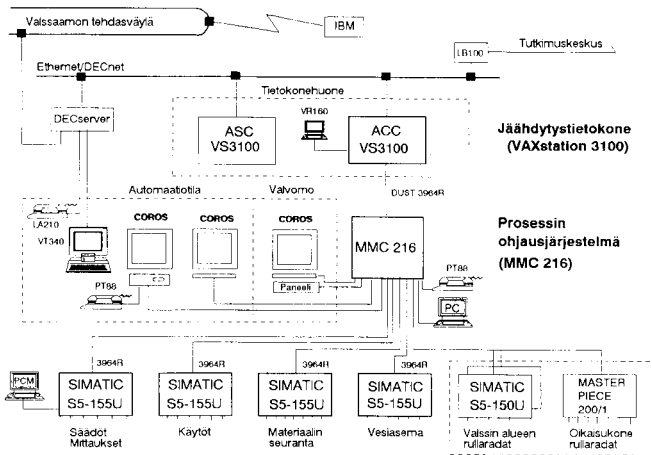 Valssaamon tehdasväylä
IBM
LB100
Tutkimuskeskus
Ethernet/DECnet
Tietokonehuone
DECserver
ASC
VS3100
VR160
ACC
VS3100
Jäähdytystietokone
(VAXstation 3100)
DUST 3964R
Automaatiotila
Valvomo
LA210
VT340
COROS
COROS
COROS
MMC 216
Prosessin
ohjausjärjestelmä
(MMC 216)
PT88
Paneeli
PT88
PC
3964R
3964R
3964R
3964R
PCM
SIMATIC
S5-155U
SIMATIC
S5-155U
SIMATIC
S5-155U
SIMATIC
S5-155U
SIMATIC
S5-150U
MASTER
PIECE
200/1
Säädöt
Mittaukset
Käytöt
Materiaalin
seuranta
Vesiasema
Valssin alueen
rullaradat
Oikaisukone
rullaradat